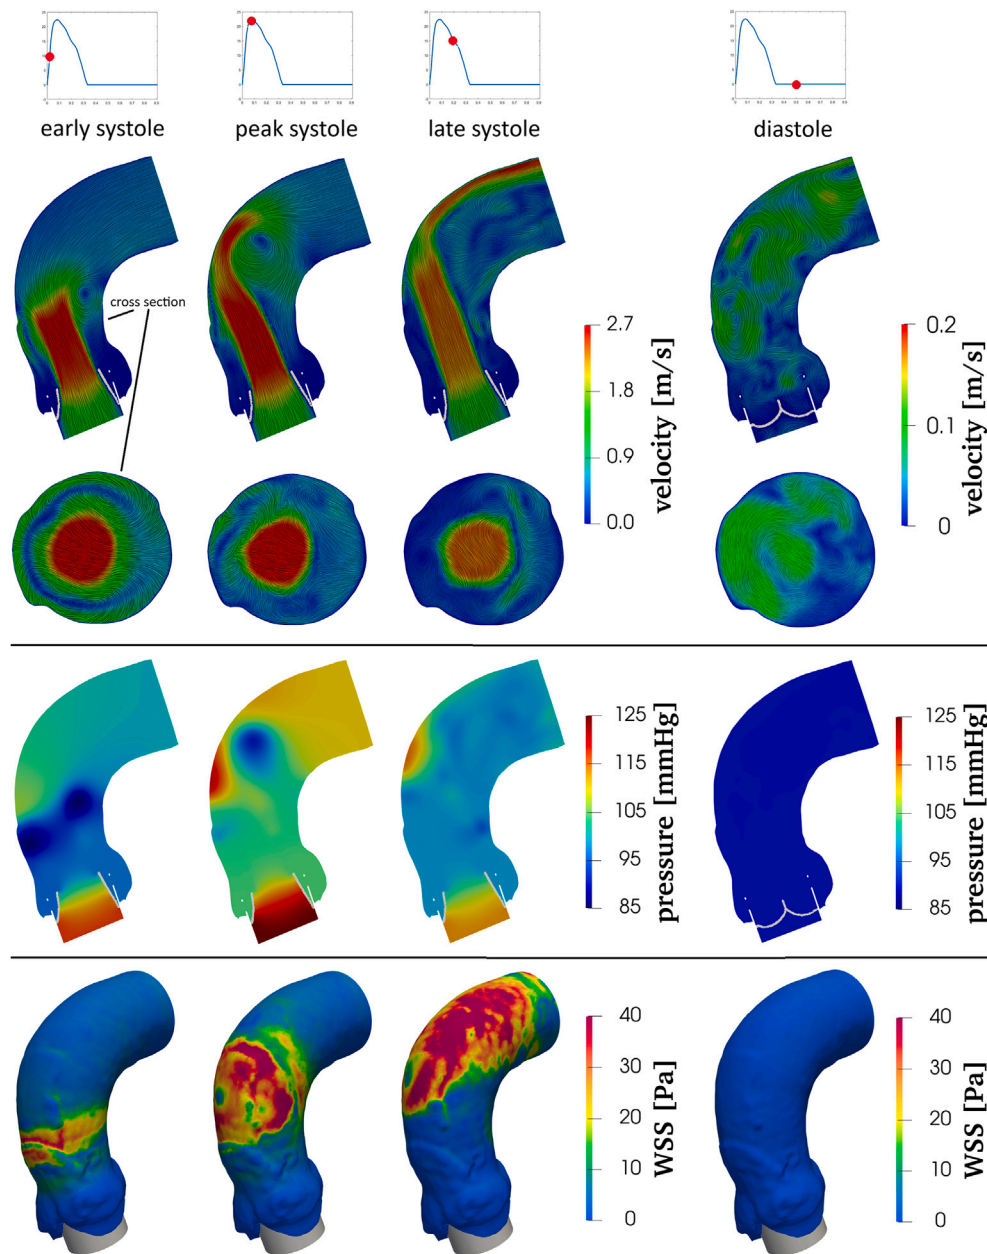 early systole
peak systole
late systole
diastole
cross section
2.7
1.8
0.9
0.0
velocity [m/s]
0.2
0.1
0
velocity [m/s]
125
115
105
95
85
pressure [mmHg]
125
115
105
95
85
pressure [mmHg]
40
30
20
10
0
WSS [Pa]
40
30
20
10
0
WSS [Pa]